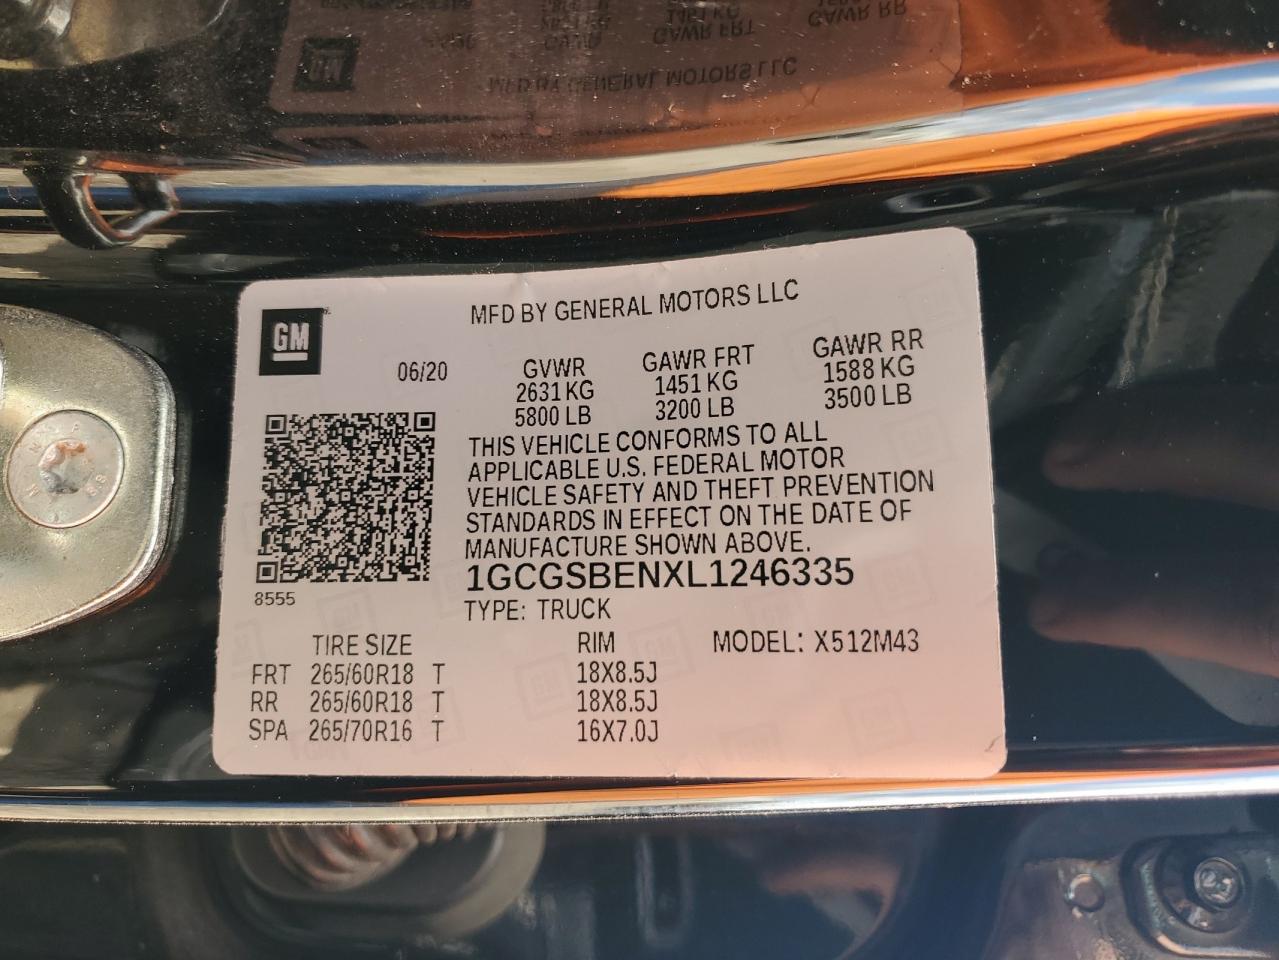 GM
MFD BY GENERAL MOTORS LLC
06/20
GVWR GAWR FRT GAWR RR
2631 KG 1451 KG 1588 KG
5800 LB 3200 LB 3500 LB
THIS VEHICLE CONFORMS TO ALL
APPLICABLE U.S. FEDERAL MOTOR
VEHICLE SAFETY AND THEFT PREVENTION
STANDARDS IN EFFECT ON THE DATE OF
MANUFACTURE SHOWN ABOVE.
1GCGSBENXL1246335
8555
TYPE: TRUCK
TIRE SIZE RIM MODEL: X512M43
FRT 265/60R18 T 18X8.5J
RR 265/60R18 T 18X8.5J
SPA 265/70R16 T 16X7.0J